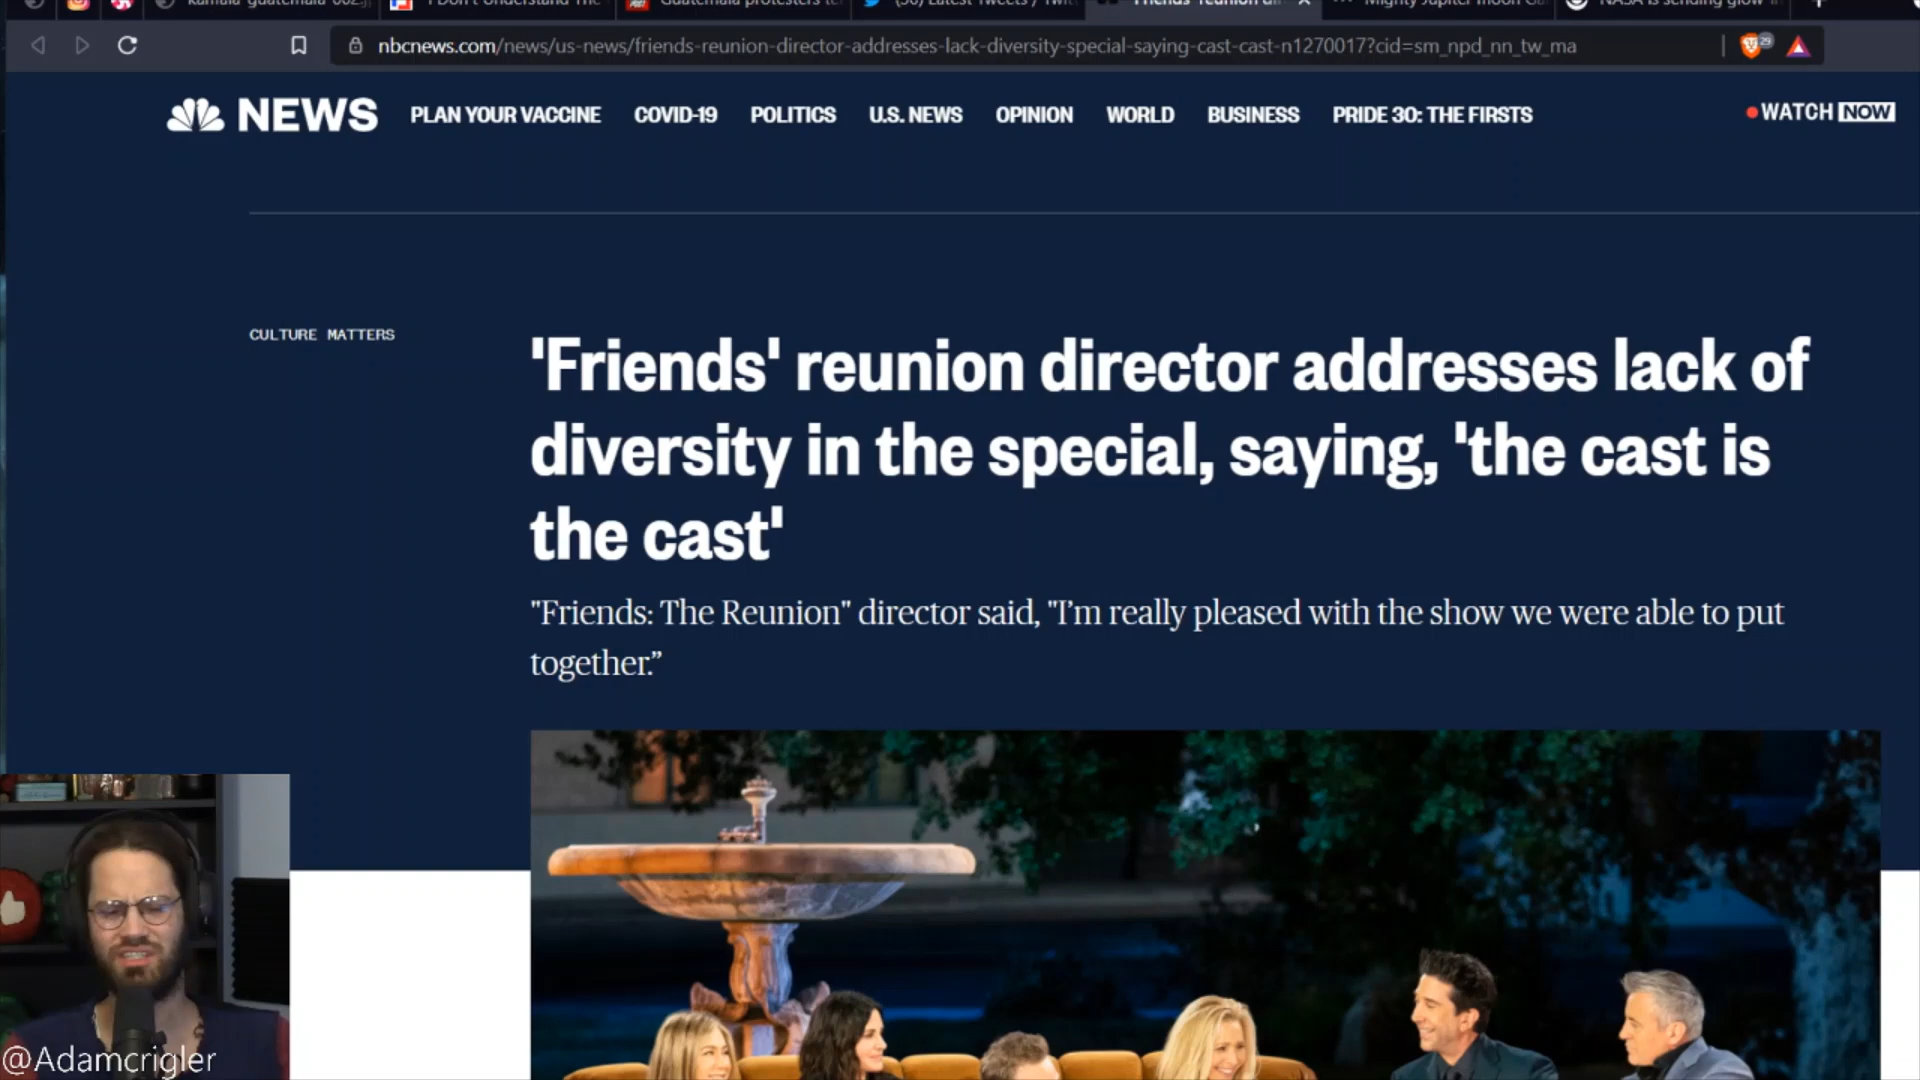 nbcnews.com/news/us-news/friends-reunion-director-addresses-lack-diversity-special-saying-cast-cast-n1270017?cid=sm_npd_nn_tw_ma
29
NEWS PLAN YOUR VACCINE COVID-19 POLITICS U.S. NEWS OPINION WORLD BUSINESS PRIDE 30: THE FIRSTS WATCH NOW
CULTURE MATTERS
'Friends' reunion director addresses lack of
diversity in the special, saying, 'the cast is
the cast'
"Friends: The Reunion" director said, "I’m really pleased with the show we were able to put
together.”
@Adamcrigler